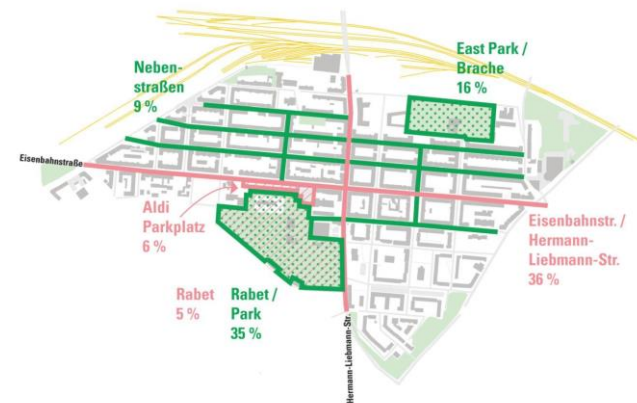 Neben-
straßen
9 %
East Park /
Brache
16 %
Eisenbahnstraße
Aldi
Parkplatz
6 %
Eisenbahnstr. /
Hermann-
Liebmann-Str.
36 %
Rabet
5 %
Rabet /
Park
35 %
Hermann-Liebmann-Str.